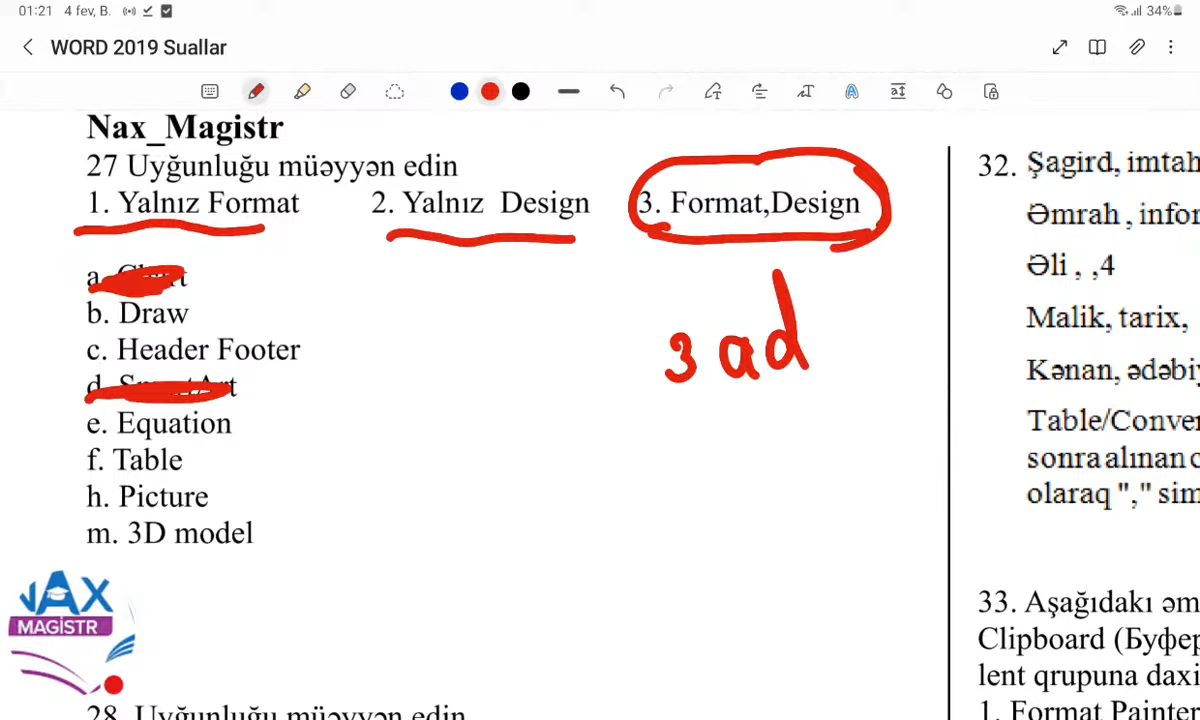 01:21 4 fev, B. 34%
WORD 2019 Suallar
Nax_Magistr
27 Uyğunluğu müəyyən edin
1. Yalnız Format 2. Yalnız Design 3. Format,Design
a.
b. Draw
c. Header Footer
d. SmartArt
e. Equation
f. Table
h. Picture
m. 3D model
3 ad
NAX
MAGİSTR
28. Uyğunluğu müəyyən edin
32. Şagird, imtah
Əmrah , infor
Əli , ,4
Malik, tarix,
Kənan, ədəbiy
Table/Conver
sonra alınan c
olaraq "," sim
33. Aşağıdakı əm
Clipboard (Буфер
lent qrupuna daxi
1. Format Painter